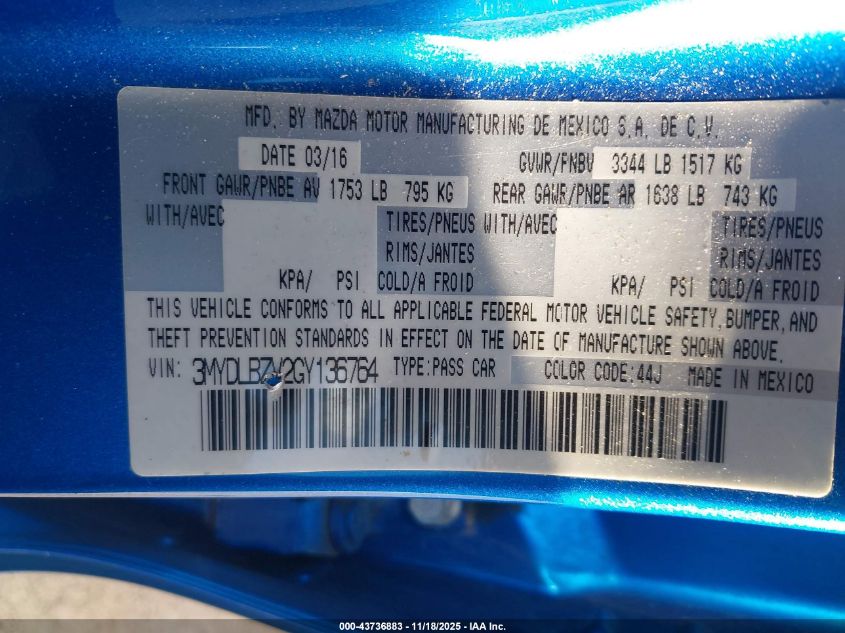 MFD. BY MAZDA MOTOR MANUFACTURING DE MEXICO S.A. DE C.V.
DATE 03/16 GVWR/PNBV 3344 LB 1517 KG
FRONT GAWR/PNBE AV 1753 LB 795 KG REAR GAWR/PNBE AR 1638 LB 743 KG
WITH/AVEC TIRES/PNEUS WITH/AVEC TIRES/PNEUS
RIMS/JANTES RIMS/JANTES
KPA/ PSI COLD/A FROID KPA/ PSI COLD/A FROID
THIS VEHICLE CONFORMS TO ALL APPLICABLE FEDERAL MOTOR VEHICLE SAFETY, BUMPER, AND
THEFT PREVENTION STANDARDS IN EFFECT ON THE DATE OF MANUFACTURE SHOWN ABOVE.
VIN: 3MYDLBZV2GY136764 TYPE:PASS CAR COLOR CODE:44J MADE IN MEXICO
000-43736883 — 11/18/2025 — IAA Inc.